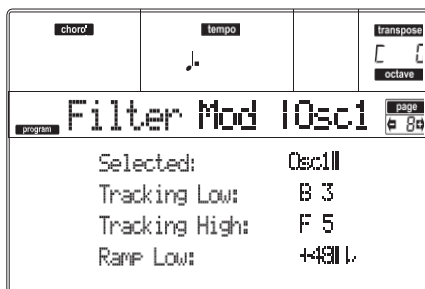 chord tempo transpose
C C
octave
program Filter Mod |Osc1 page
8
Selected: Osc1
Tracking Low: B 3
Tracking High: F 5
Ramp Low: